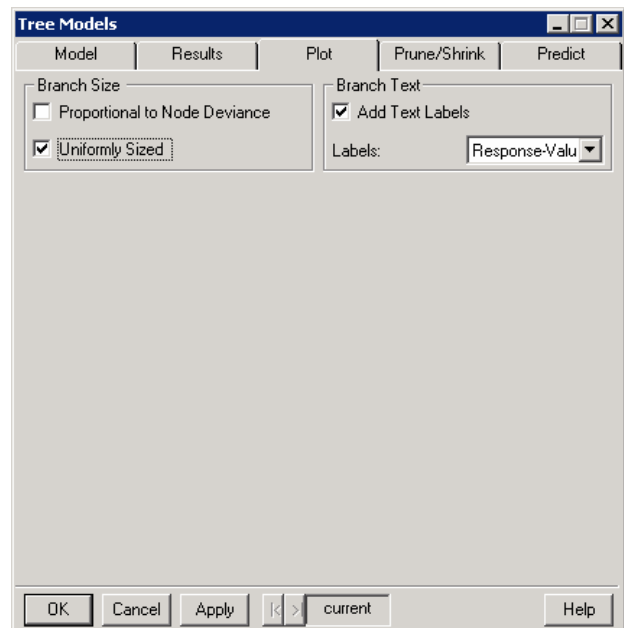 Tree Models
Model Results Plot Prune/Shrink Predict
Branch Size
Proportional to Node Deviance
Uniformly Sized
Branch Text
Add Text Labels
Labels: Response-Valu
OK Cancel Apply current Help